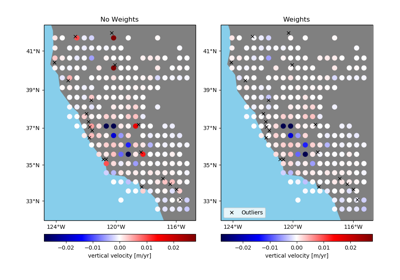 No Weights
Weights
41°N
37°N
35°N
33°N
124°W
120°W
116°W
41°N
37°N
35°N
33°N
Outliers
124°W
120°W
116°W
−0.02
−0.01
0.00
0.01
0.02
vertical velocity [m/yr]
−0.02
−0.01
0.00
0.01
0.02
vertical velocity [m/yr]